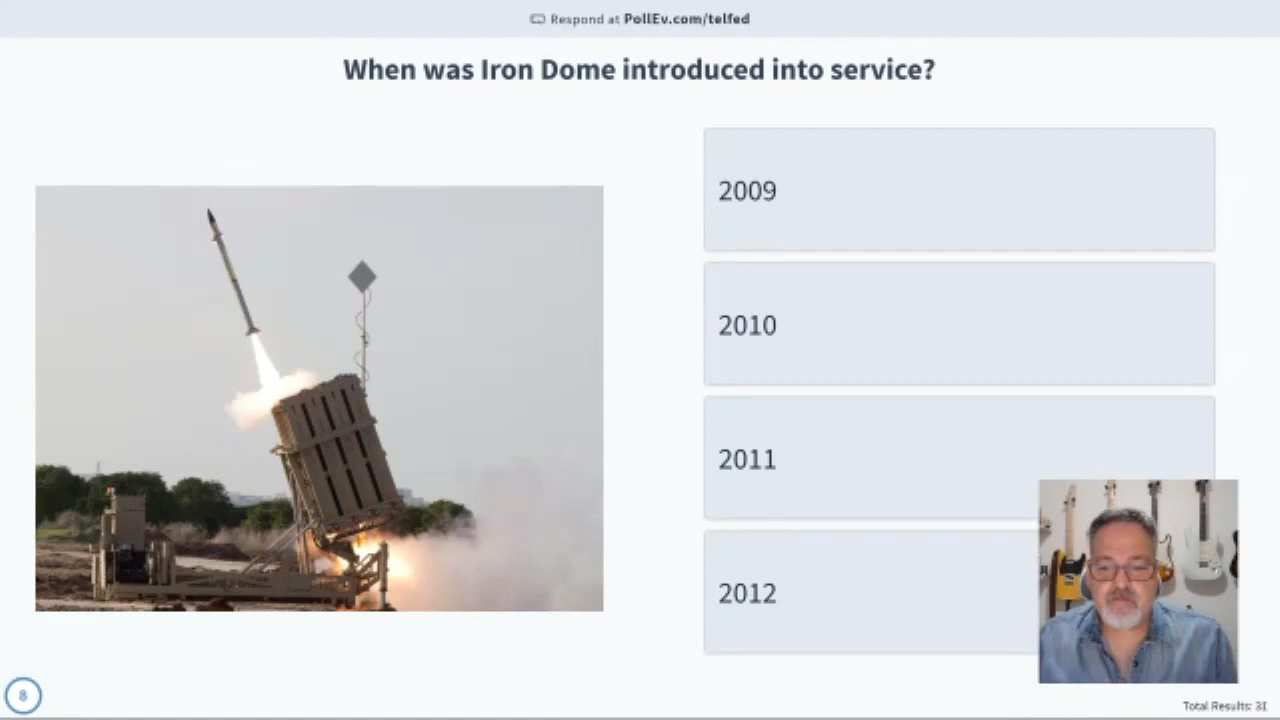 Respond at PollEv.com/telfed
When was Iron Dome introduced into service?
2009
2010
2011
2012
8
Total Results: 31